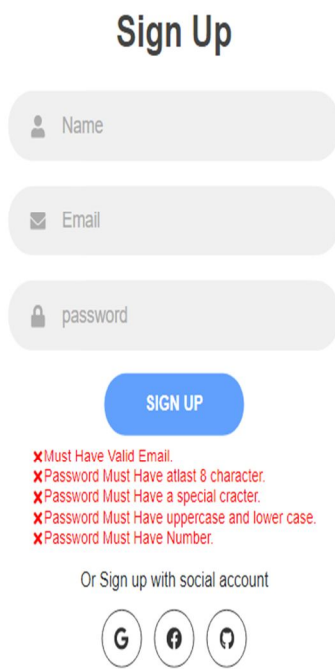 Sign Up
Name
Email
password
SIGN UP
Must Have Valid Email.
Password Must Have atlast 8 character.
Password Must Have a special cracter.
Password Must Have uppercase and lower case.
Password Must Have Number.
Or Sign up with social account